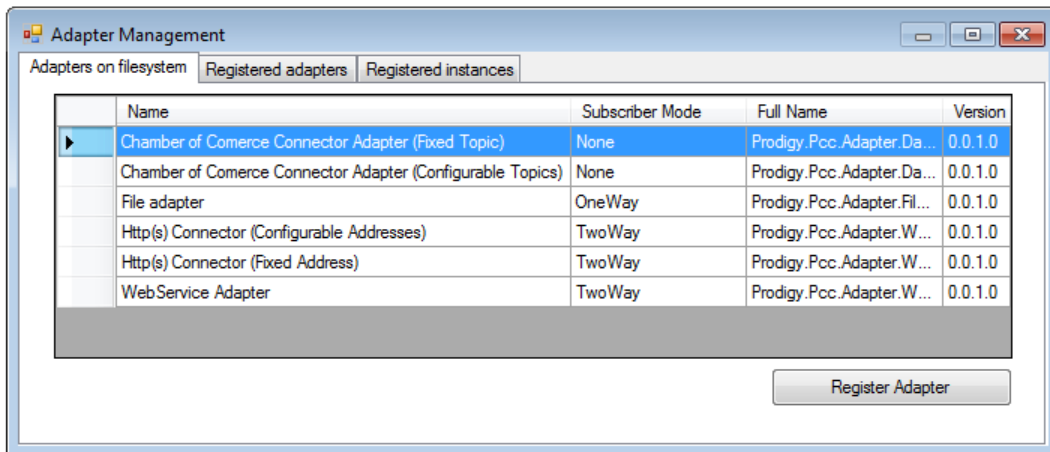 Adapter Management
Adapters on filesystem Registered adapters Registered instances
Name Subscriber Mode Full Name Version
Chamber of Comerce Connector Adapter (Fixed Topic) None Prodigy.Pcc.Adapter.Da... 0.0.1.0
Chamber of Comerce Connector Adapter (Configurable Topics) None Prodigy.Pcc.Adapter.Da... 0.0.1.0
File adapter OneWay Prodigy.Pcc.Adapter.Fil... 0.0.1.0
Http(s) Connector (Configurable Addresses) TwoWay Prodigy.Pcc.Adapter.W... 0.0.1.0
Http(s) Connector (Fixed Address) TwoWay Prodigy.Pcc.Adapter.W... 0.0.1.0
WebService Adapter TwoWay Prodigy.Pcc.Adapter.W... 0.0.1.0
Register Adapter